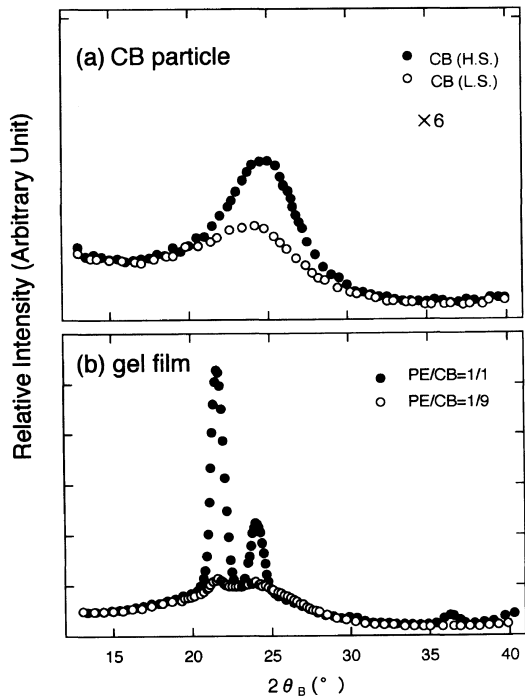 Relative Intensity (Arbitrary Unit)
(a) CB particle
● CB (H.S.)
○ CB (L.S.)
×6
(b) gel film
● PE/CB=1/1
○ PE/CB=1/9
15 20 25 30 35 40
2θB (°)